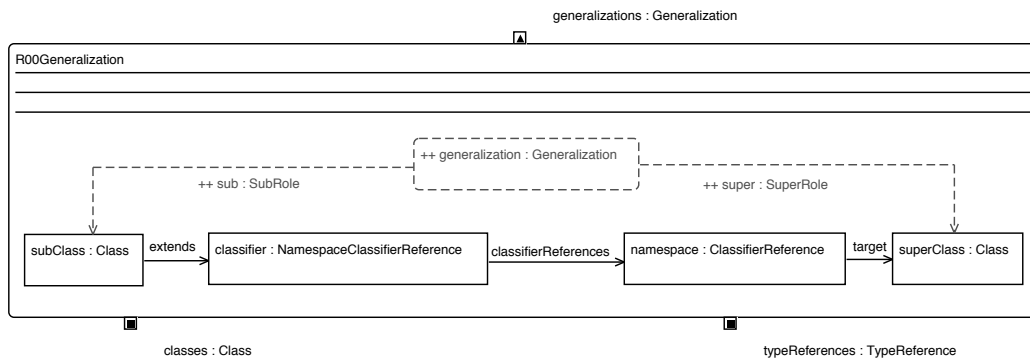 generalizations : Generalization
R00Generalization
++ generalization : Generalization
++ sub : SubRole
++ super : SuperRole
subClass : Class
extends
classifier : NamespaceClassifierReference
classifierReferences
namespace : ClassifierReference
target
superClass : Class
classes : Class
typeReferences : TypeReference